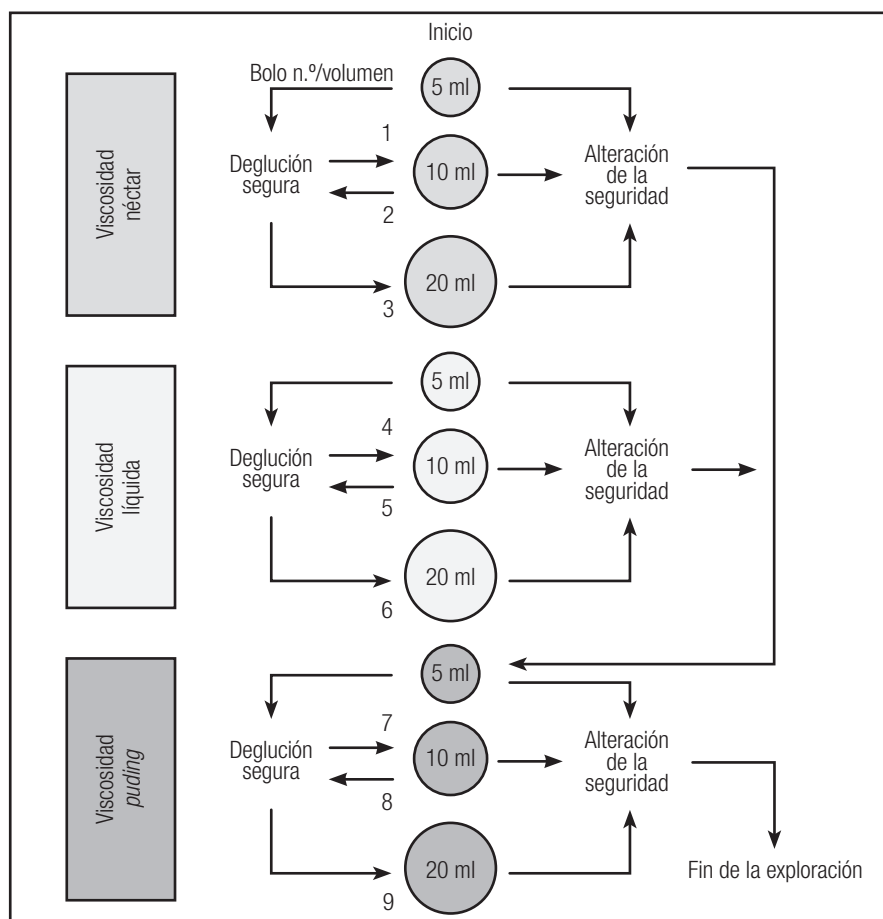 Inicio
Bolo n.º/volumen
5 ml
1
Viscosidad
néctar
Deglución
segura
10 ml
Alteración
de la
seguridad
2
20 ml
3
5 ml
4
Viscosidad
líquida
Deglución
segura
10 ml
Alteración
de la
seguridad
5
20 ml
6
5 ml
7
Viscosidad
puding
Deglución
segura
10 ml
Alteración
de la
seguridad
8
20 ml
9
Fin de la exploración